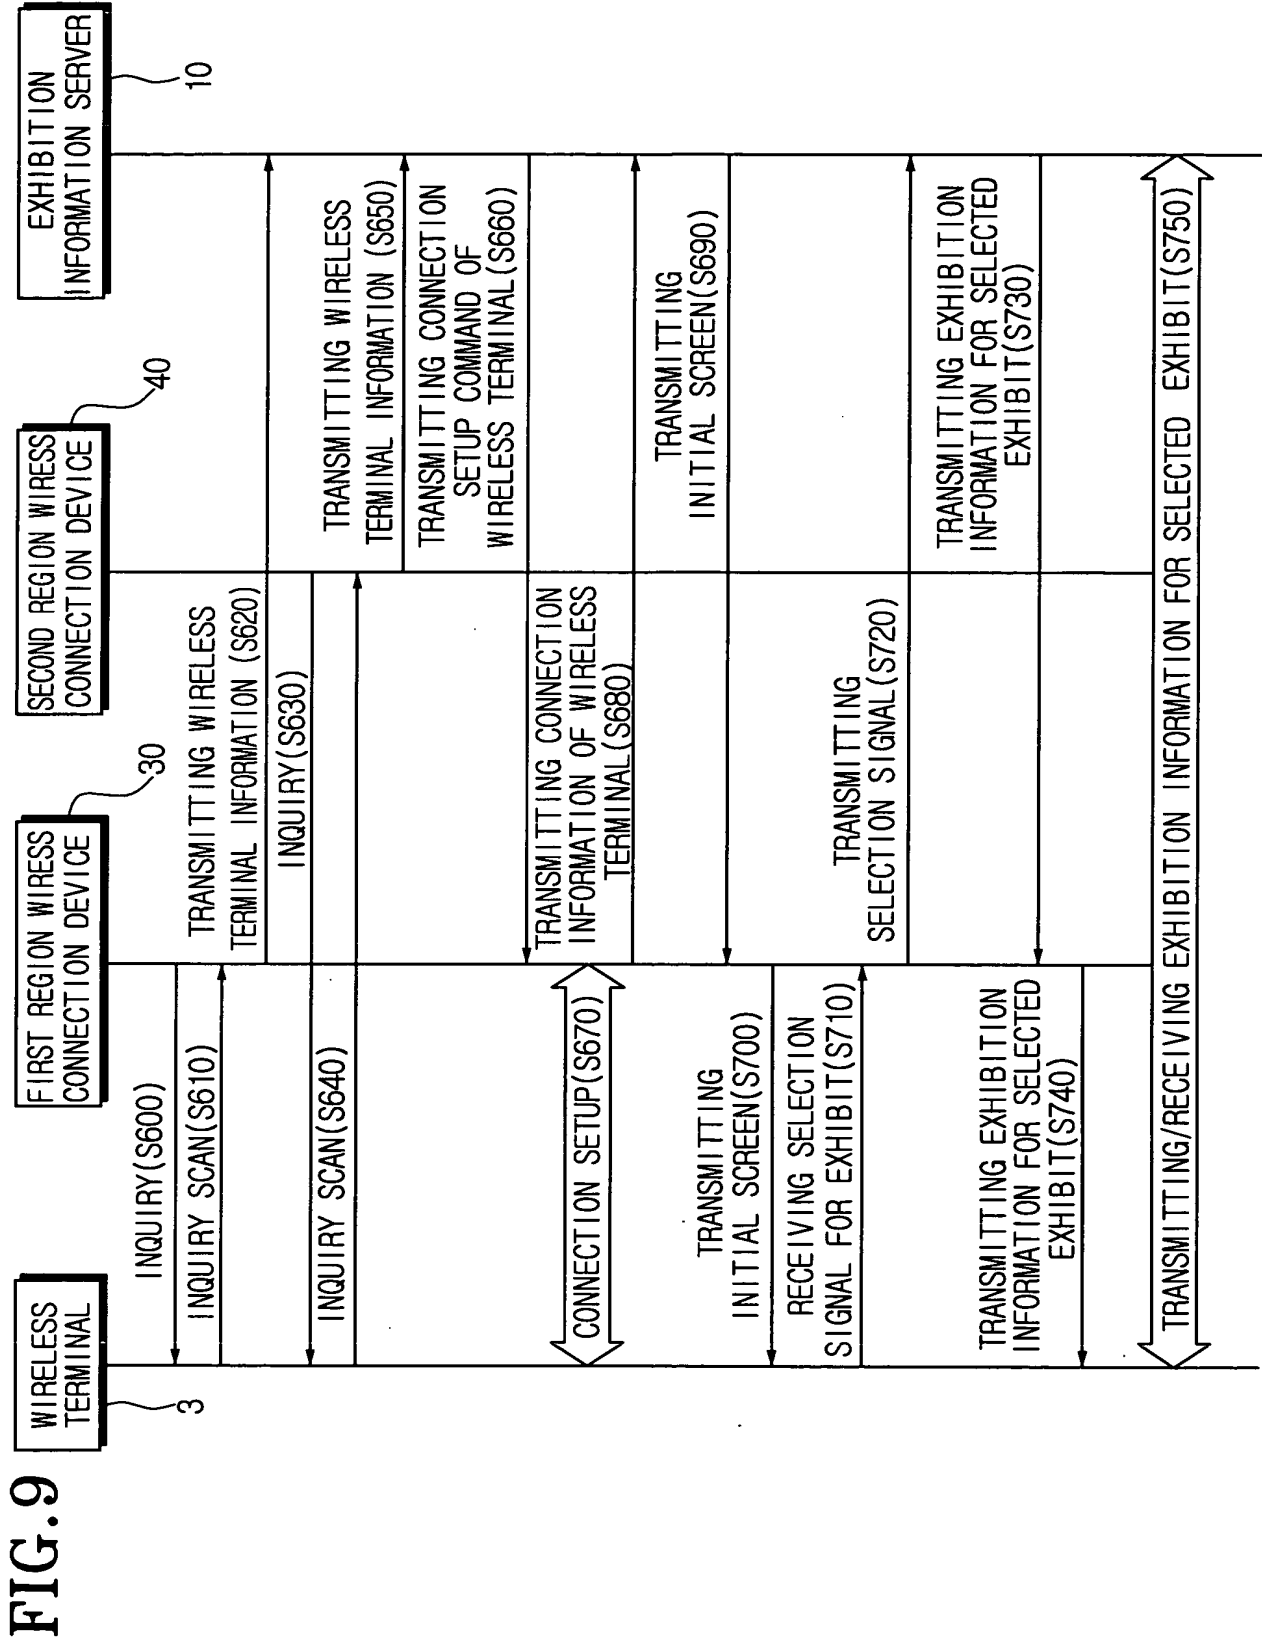 FIG.9
WIRELESS
TERMINAL
3
FIRST REGION WIRESS
CONNECTION DEVICE
30
SECOND REGION WIRESS
CONNECTION DEVICE
40
EXHIBITION
INFORMATION SERVER
10
INQUIRY(S600)
INQUIRY SCAN(S610)
TRANSMITTING WIRELESS
TERMINAL INFORMATION (S620)
INQUIRY(S630)
INQUIRY SCAN(S640)
TRANSMITTING WIRELESS
TERMINAL INFORMATION (S650)
TRANSMITTING CONNECTION
SETUP COMMAND OF
WIRELESS TERMINAL(S660)
CONNECTION SETUP(S670)
TRANSMITTING CONNECTION
INFORMATION OF WIRELESS
TERMINAL(S680)
TRANSMITTING
INITIAL SCREEN(S690)
TRANSMITTING
INITIAL SCREEN(S700)
RECEIVING SELECTION
SIGNAL FOR EXHIBIT(S710)
TRANSMITTING
SELECTION SIGNAL(S720)
TRANSMITTING EXHIBITION
INFORMATION FOR SELECTED
EXHIBIT(S730)
TRANSMITTING EXHIBITION
INFORMATION FOR SELECTED
EXHIBIT(S740)
TRANSMITTING/RECEIVING EXHIBITION INFORMATION FOR SELECTED EXHIBIT(S750)